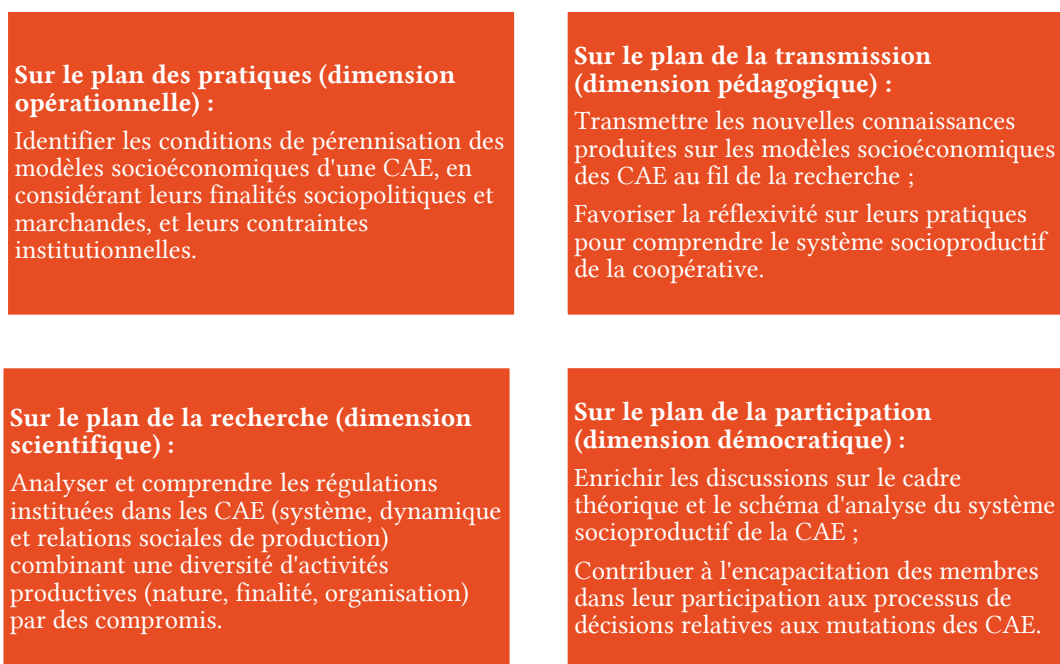 Sur le plan des pratiques (dimension
opérationnelle) :
Identifier les conditions de pérennisation des
modèles socioéconomiques d'une CAE, en
considérant leurs finalités sociopolitiques et
marchandes, et leurs contraintes
institutionnelles.
Sur le plan de la transmission
(dimension pédagogique) :
Transmettre les nouvelles connaissances
produites sur les modèles socioéconomiques
des CAE au fil de la recherche ;
Favoriser la réflexivité sur leurs pratiques
pour comprendre le système socioproductif
de la coopérative.
Sur le plan de la recherche (dimension
scientifique) :
Analyser et comprendre les régulations
instituées dans les CAE (système, dynamique
et relations sociales de production)
combinant une diversité d'activités
productives (nature, finalité, organisation)
par des compromis.
Sur le plan de la participation
(dimension démocratique) :
Enrichir les discussions sur le cadre
théorique et le schéma d'analyse du système
socioproductif de la CAE ;
Contribuer à l'encapacitation des membres
dans leur participation aux processus de
décisions relatives aux mutations des CAE.